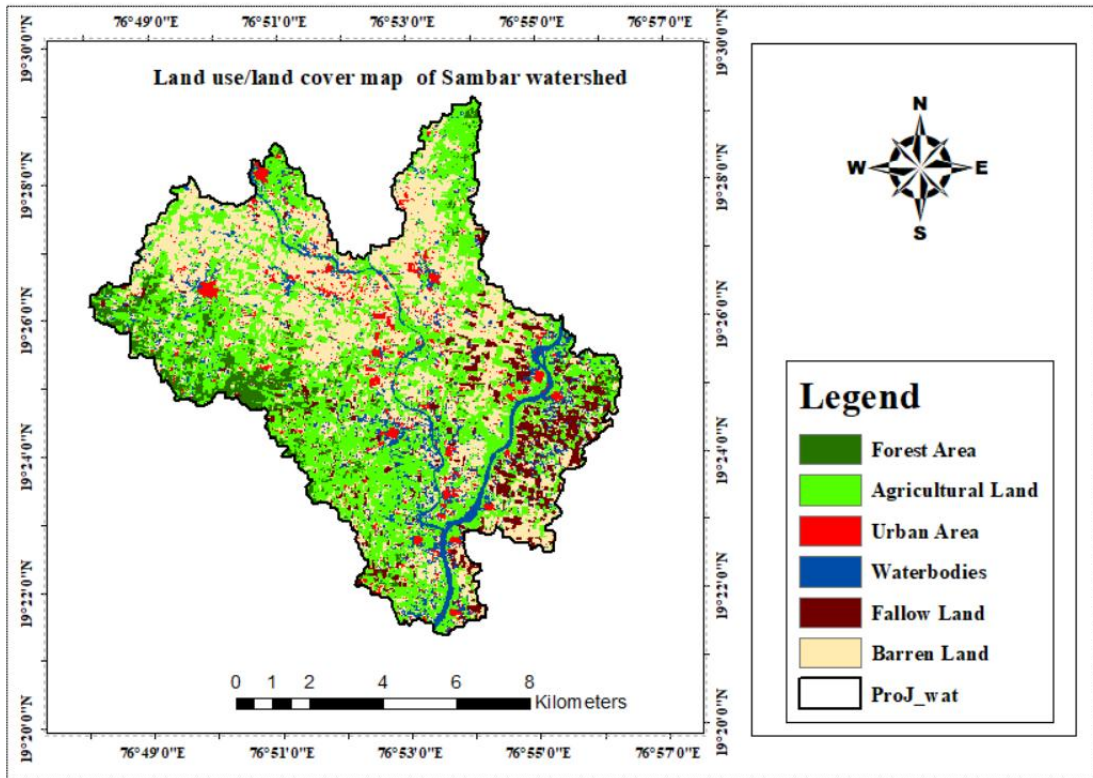 76°49'0"E 76°51'0"E 76°53'0"E 76°55'0"E 76°57'0"E
Land use/land cover map of Sambar watershed
19°30'0"N 19°28'0"N 19°26'0"N 19°24'0"N 19°22'0"N 19°20'0"N
19°30'0"N 19°28'0"N 19°26'0"N 19°24'0"N 19°22'0"N 19°20'0"N
0 1 2 4 6 8
Kilometers
76°49'0"E 76°51'0"E 76°53'0"E 76°55'0"E 76°57'0"E
N
W E
S
Legend
Forest Area
Agricultural Land
Urban Area
Waterbodies
Fallow Land
Barren Land
ProJ_wat